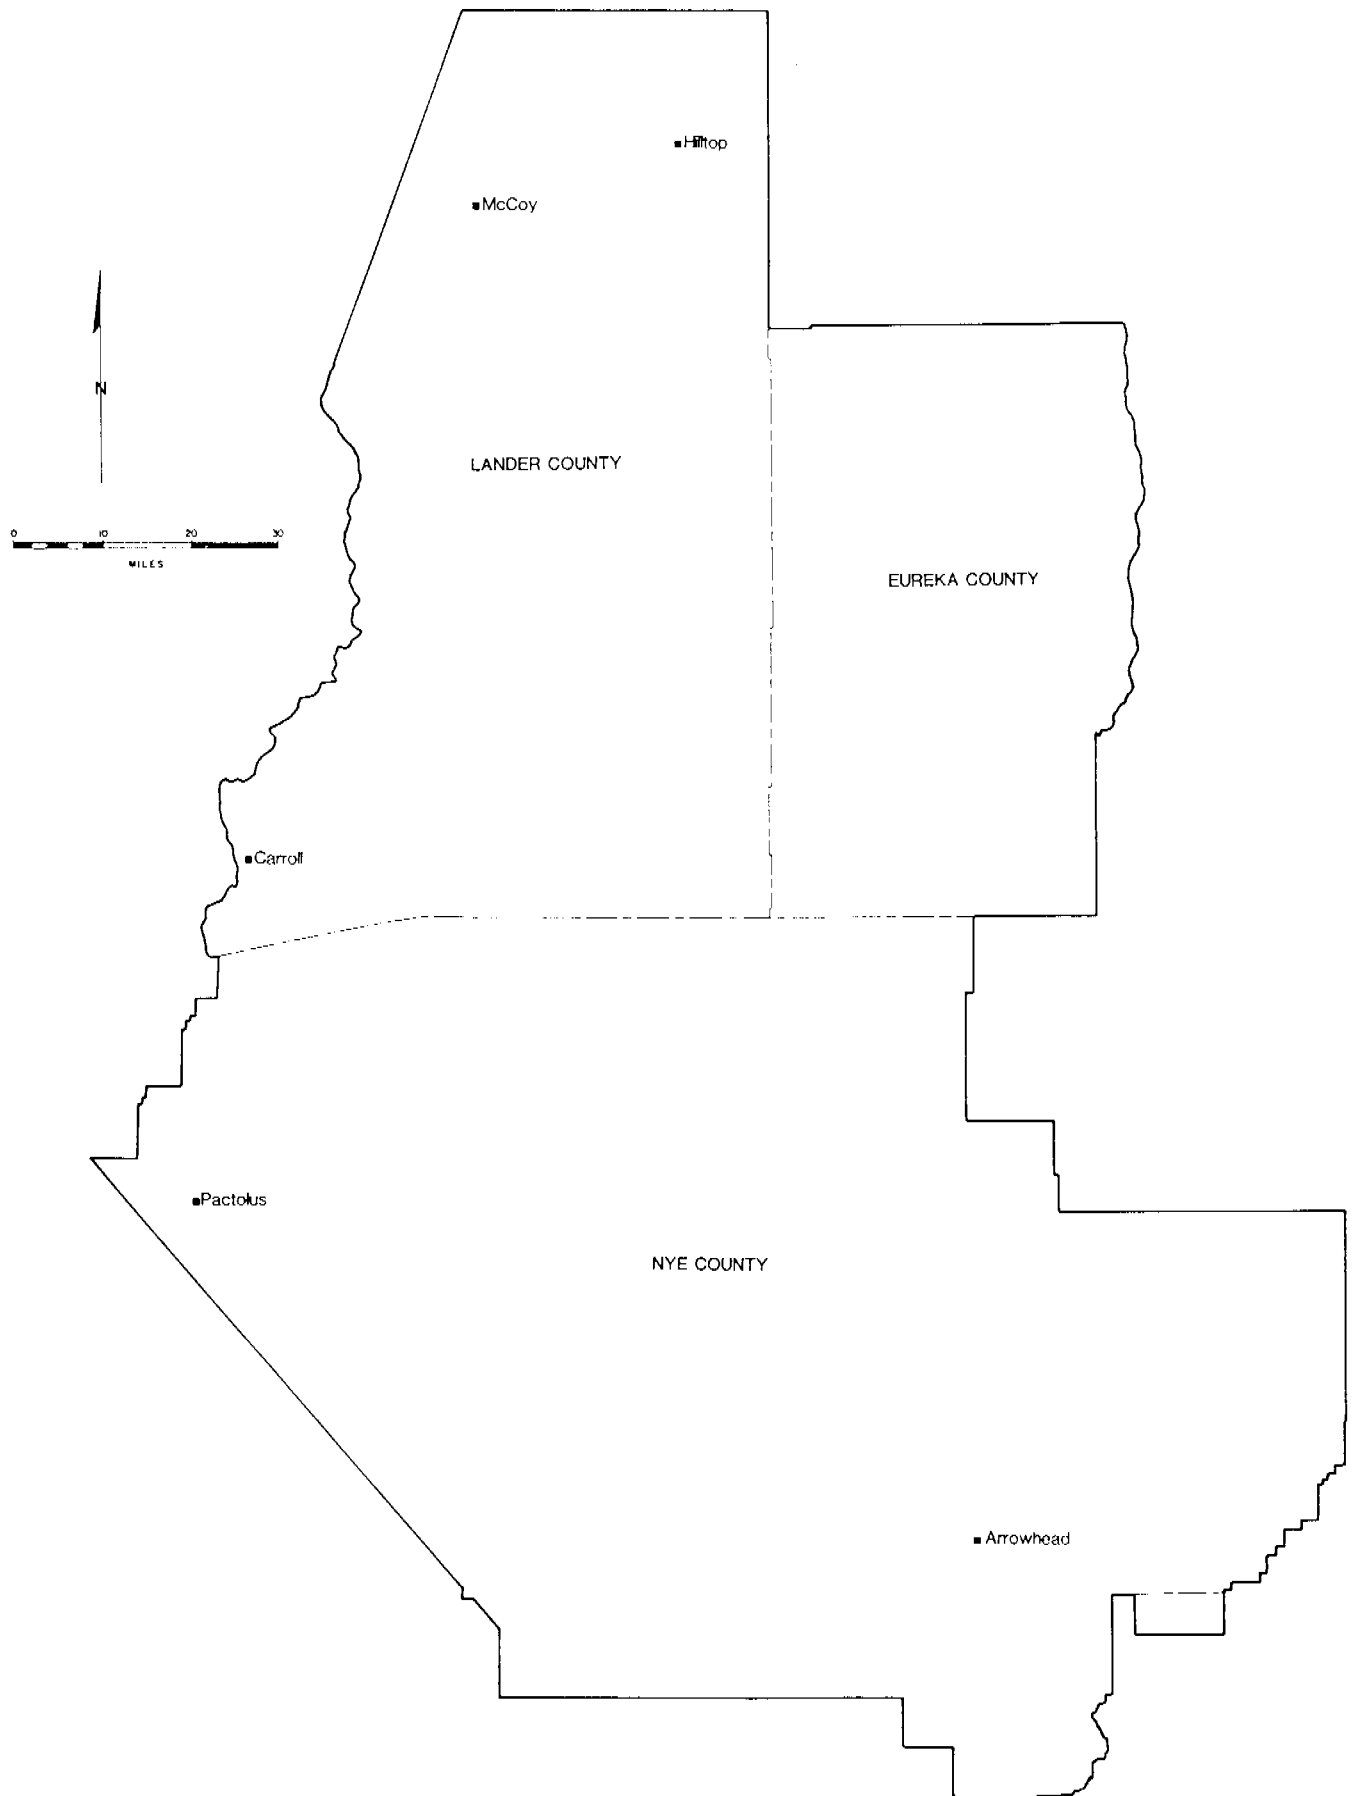 Hilltop
McCoy
N
LANDER COUNTY
0 10 20 30
MILES
EUREKA COUNTY
Carroll
Pactolus
NYE COUNTY
Arrowhead